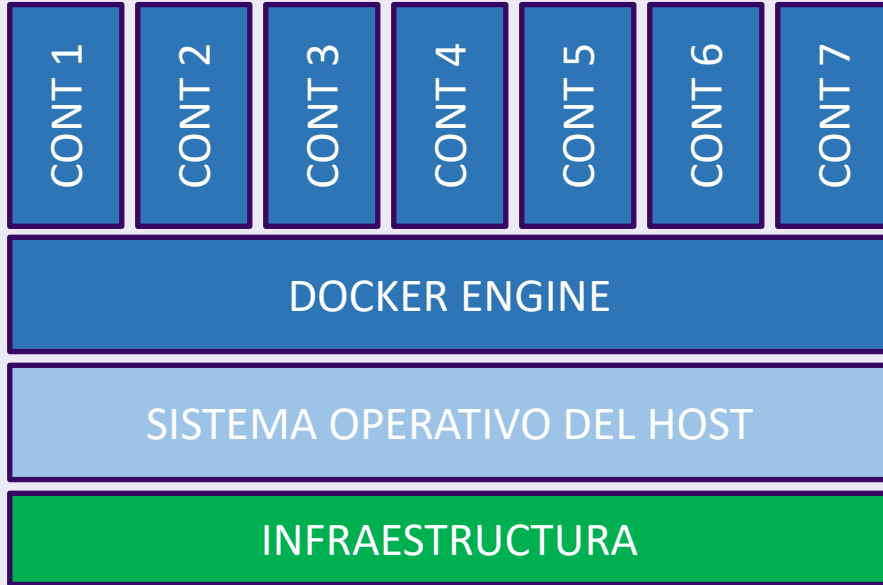 CONT 1
CONT 2
CONT 3
CONT 4
CONT 5
CONT 6
CONT 7
DOCKER ENGINE
SISTEMA OPERATIVO DEL HOST
INFRAESTRUCTURA